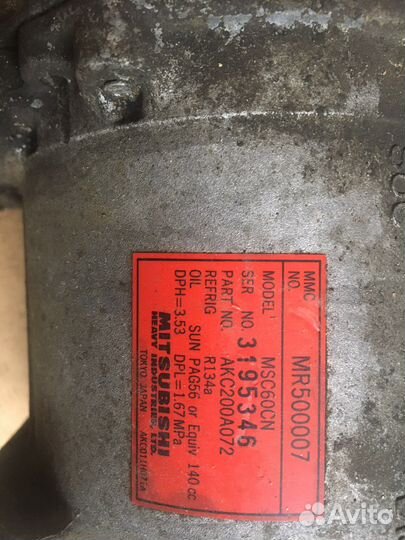 MMC NO. MR500007
MODEL MSC60CN
SER NO. 3195346
PART NO. AKC200A072
REFRIG R134a
OIL SUN PAG56 or Equiv 140 cc
DPH=3.53 DPL=1.67 MPa
MITSUBISHI
HEAVY INDUSTRIES, LTD.
TOKYO JAPAN
Avito